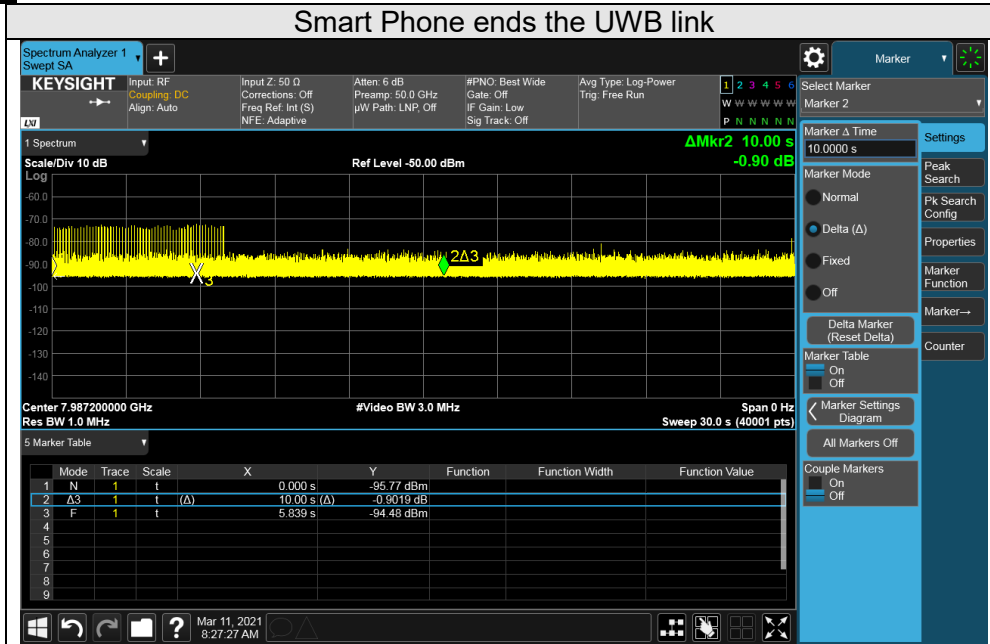 Smart Phone ends the UWB link
Spectrum Analyzer 1
Swept SA
Marker
KEYSIGHT
LXI
Input: RF
Coupling: DC
Align: Auto
Input Z: 50 Ω
Corrections: Off
Freq Ref: Int (S)
NFE: Adaptive
Atten: 6 dB
Preamp: 50.0 GHz
µW Path: LNP, Off
#PNO: Best Wide
Gate: Off
IF Gain: Low
Sig Track: Off
Avg Type: Log-Power
Trig: Free Run
1 2 3 4 5 6
W W W W W W
P N N N N N
Select Marker
Marker 2
1 Spectrum
ΔMkr2 10.00 s
-0.90 dB
Scale/Div 10 dB
Ref Level -50.00 dBm
Log
-60.0
-70.0
-80.0
-90.0
-100
-110
-120
-130
-140
2Δ3
3
Center 7.987200000 GHz
#Video BW 3.0 MHz
Span 0 Hz
Res BW 1.0 MHz
Sweep 30.0 s (40001 pts)
5 Marker Table
Mode Trace Scale X Y Function Function Width Function Value
1 N 1 t 0.000 s -95.77 dBm
2 Δ3 1 t (Δ) 10.00 s (Δ) -0.9019 dB
3 F 1 t 5.839 s -94.48 dBm
4
5
6
7
8
9
Marker Δ Time
10.0000 s
Marker Mode
Normal
Delta (Δ)
Fixed
Off
Delta Marker
(Reset Delta)
Marker Table
On
Off
Marker Settings
Diagram
All Markers Off
Couple Markers
On
Off
Settings
Peak
Search
Pk Search
Config
Properties
Marker
Function
Marker→
Counter
?
Mar 11, 2021
8:27:27 AM